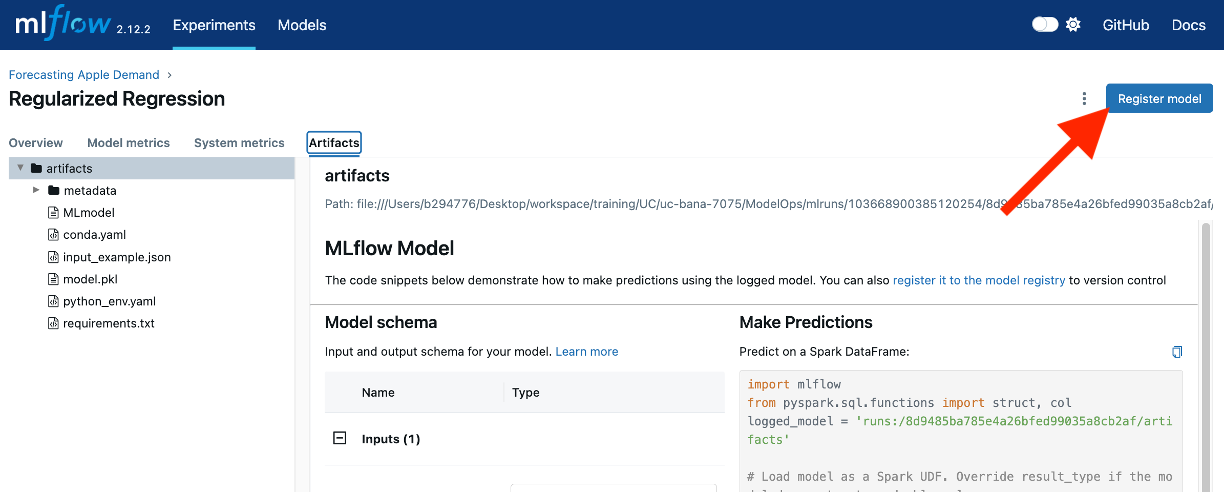 mlflow 2.12.2 Experiments Models GitHub Docs
Forecasting Apple Demand
Regularized Regression
Register model
Overview Model metrics System metrics Artifacts
artifacts
metadata
MLmodel
conda.yaml
input_example.json
model.pkl
python_env.yaml
requirements.txt
artifacts
Path: file:///Users/b294776/Desktop/workspace/training/UC/uc-bana-7075/ModelOps/mlruns/103668900385120254/8d9485ba785e4a26bfed99035a8cb2af/
MLflow Model
The code snippets below demonstrate how to make predictions using the logged model. You can also register it to the model registry to version control
Model schema
Input and output schema for your model. Learn more
Name Type
Inputs (1)
Make Predictions
Predict on a Spark DataFrame:
import mlflow
from pyspark.sql.functions import struct, col
logged_model = 'runs:/8d9485ba785e4a26bfed99035a8cb2af/arti
facts'
# Load model as a Spark UDF. Override result_type if the mo